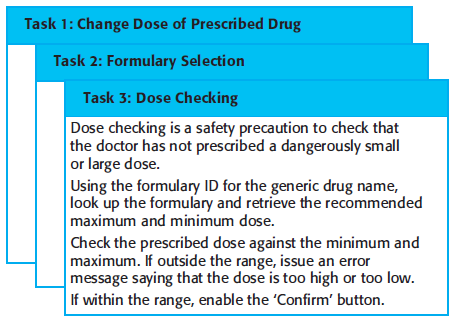 Task 1: Change Dose of Prescribed Drug
Task 2: Formulary Selection
Task 3: Dose Checking
Dose checking is a safety precaution to check that
the doctor has not prescribed a dangerously small
or large dose.
Using the formulary ID for the generic drug name,
look up the formulary and retrieve the recommended
maximum and minimum dose.
Check the prescribed dose against the minimum and
maximum. If outside the range, issue an error
message saying that the dose is too high or too low.
If within the range, enable the ‘Confirm’ button.